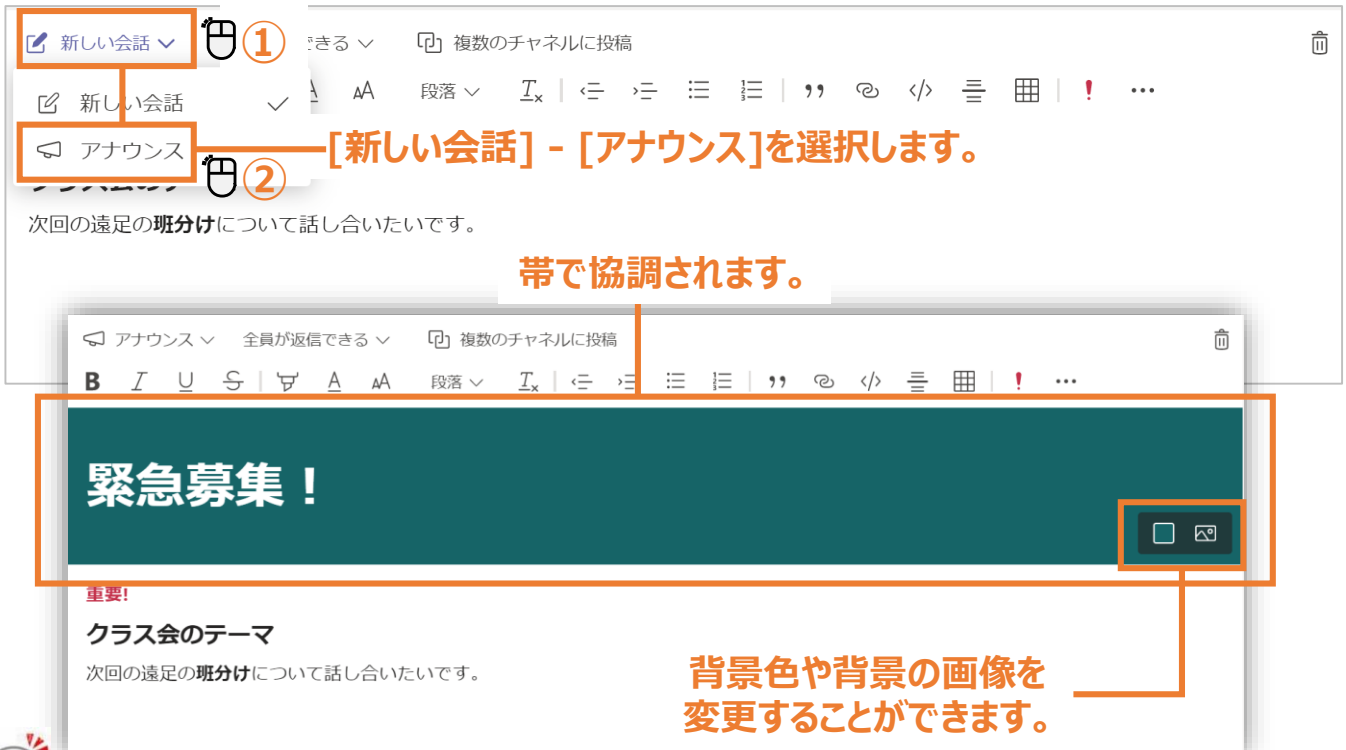 新しい会話 ① できる 複数のチャネルに投稿
A AA 段落 Tx
新しい会話
アナウンス
[新しい会話] - [アナウンス]を選択します。
②
次回の遠足の班分けについて話し合いたいです。
帯で協調されます。
アナウンス 全員が返信できる 複数のチャネルに投稿
B I U S A AA 段落 Tx
緊急募集！
重要!
クラス会のテーマ
次回の遠足の班分けについて話し合いたいです。
背景色や背景の画像を
変更することができます。